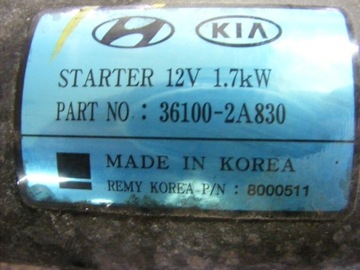 KIA
STARTER 12V 1.7kW
PART NO : 36100-2A830
MADE IN KOREA
REMY KOREA P/N : 8000511